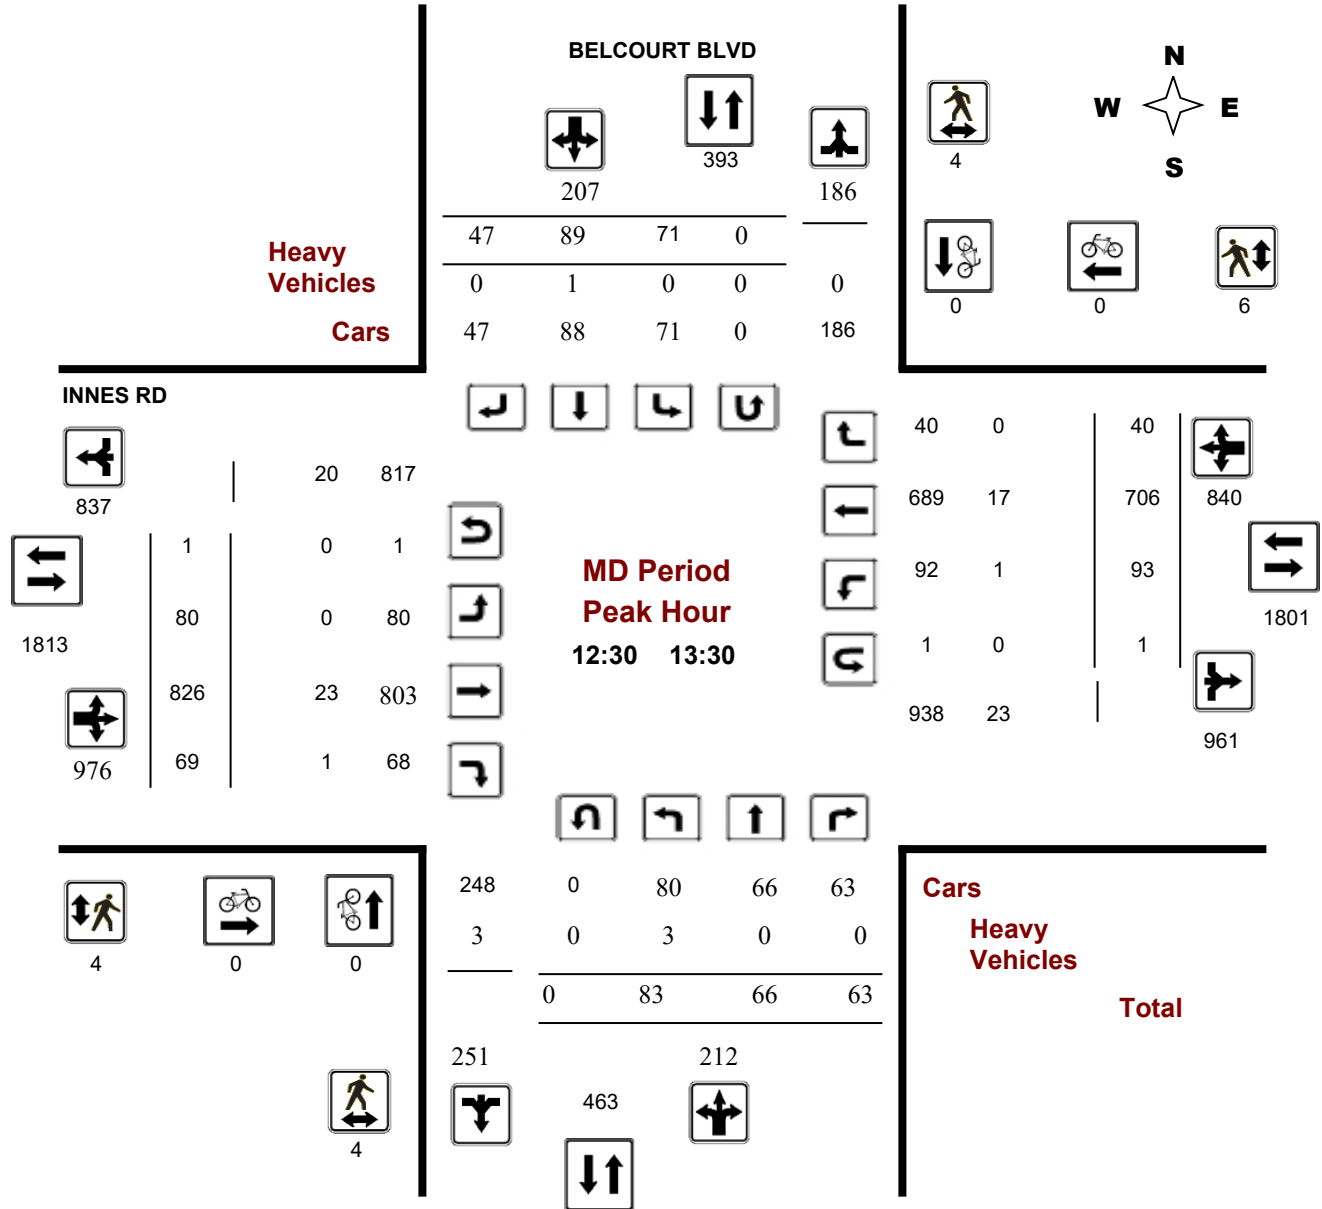 BELCOURT BLVD
N
W E
S
393
4
207
186
47 89 71 0
Heavy
Vehicles
0 1 0 0 0
0 0 6
Cars
47 88 71 0 186
INNES RD
40 0 40
20 817
837
689 17 706 840
1 0 1
MD Period
92 1 93
Peak Hour
80 0 80
1801
1813
12:30 13:30
1 0 1
826 23 803
938 23
961
976 69 1 68
248 0 80 66 63
Cars
3 0 3 0 0
Heavy
Vehicles
4 0 0
0 83 66 63
Total
251 212
463
4